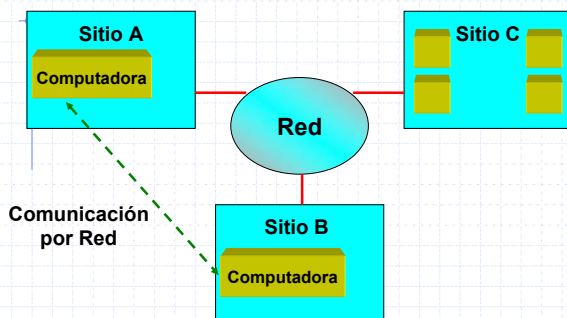 Sitio A
Computadora
Sitio C
Red
Comunicación
por Red
Sitio B
Computadora